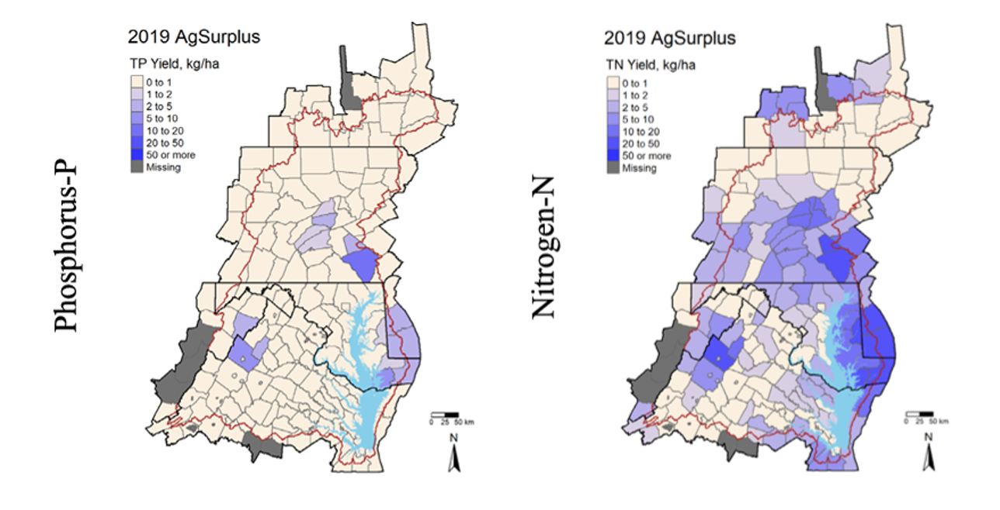 Phosphorus-P
2019 AgSurplus
TP Yield, kg/ha
0 to 1
1 to 2
2 to 5
5 to 10
10 to 20
20 to 50
50 or more
Missing
0 25 50 km
N
Nitrogen-N
2019 AgSurplus
TN Yield, kg/ha
0 to 1
1 to 2
2 to 5
5 to 10
10 to 20
20 to 50
50 or more
Missing
0 25 50 km
N